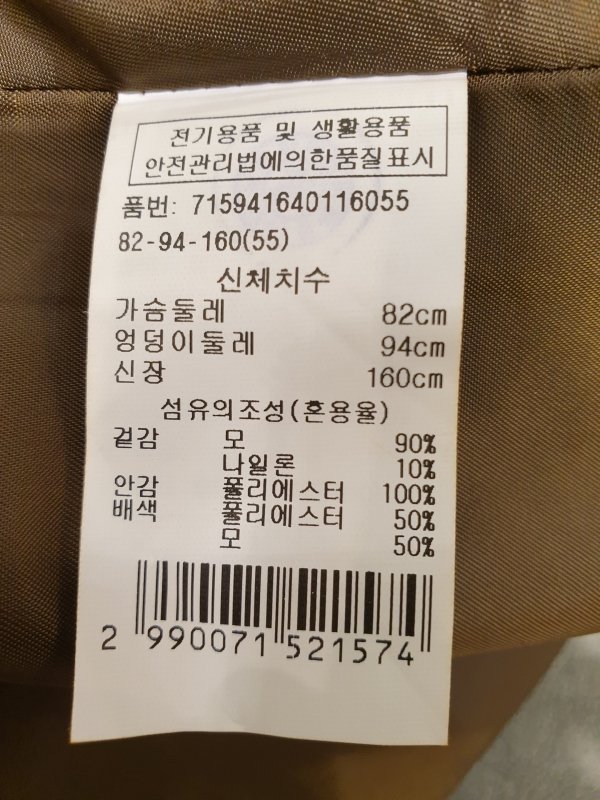 전기용품 및 생활용품
안전관리법에의한품질표시
품번: 715941640116055
82-94-160(55)
신체치수
가슴둘레 82cm
엉덩이둘레 94cm
신장 160cm
섬유의조성(혼용율)
겉감 모 90%
나일론 10%
안감 폴리에스터 100%
배색 폴리에스터 50%
모 50%
2 990071 521574